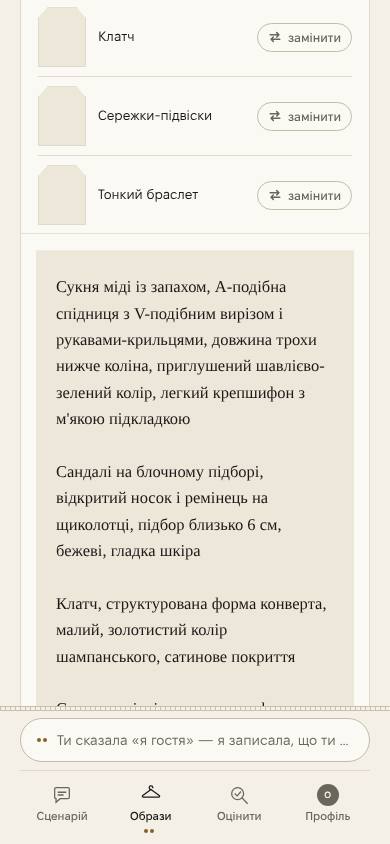 Клатч
замінити
Сережки-підвіски
замінити
Тонкий браслет
замінити
Сукня міді із запахом, А-подібна
спідниця з V-подібним вирізом і
рукавами-крильцями, довжина трохи
нижче коліна, приглушений шавлієво-
зелений колір, легкий крепшифон з
м'якою підкладкою
Сандалі на блочному підборі,
відкритий носок і ремінець на
щиколотці, підбор близько 6 см,
бежеві, гладка шкіра
Клатч, структурована форма конверта,
малий, золотистий колір
шампанського, сатинове покриття
Ти сказала «я гостя» — я записала, що ти ...
Сценарій
Образи
Оцінити
О
Профіль